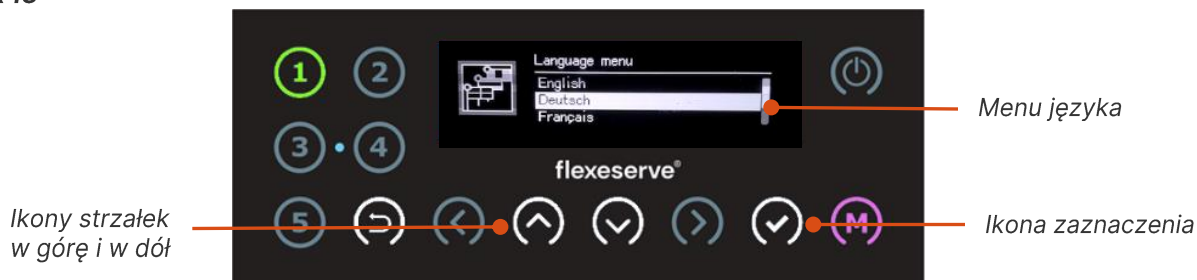 1
2
Language menu
English
Deutsch
Français
Menu języka
3
4
flexeserve®
Ikony strzałek
w górę i w dół
5
M
Ikona zaznaczenia